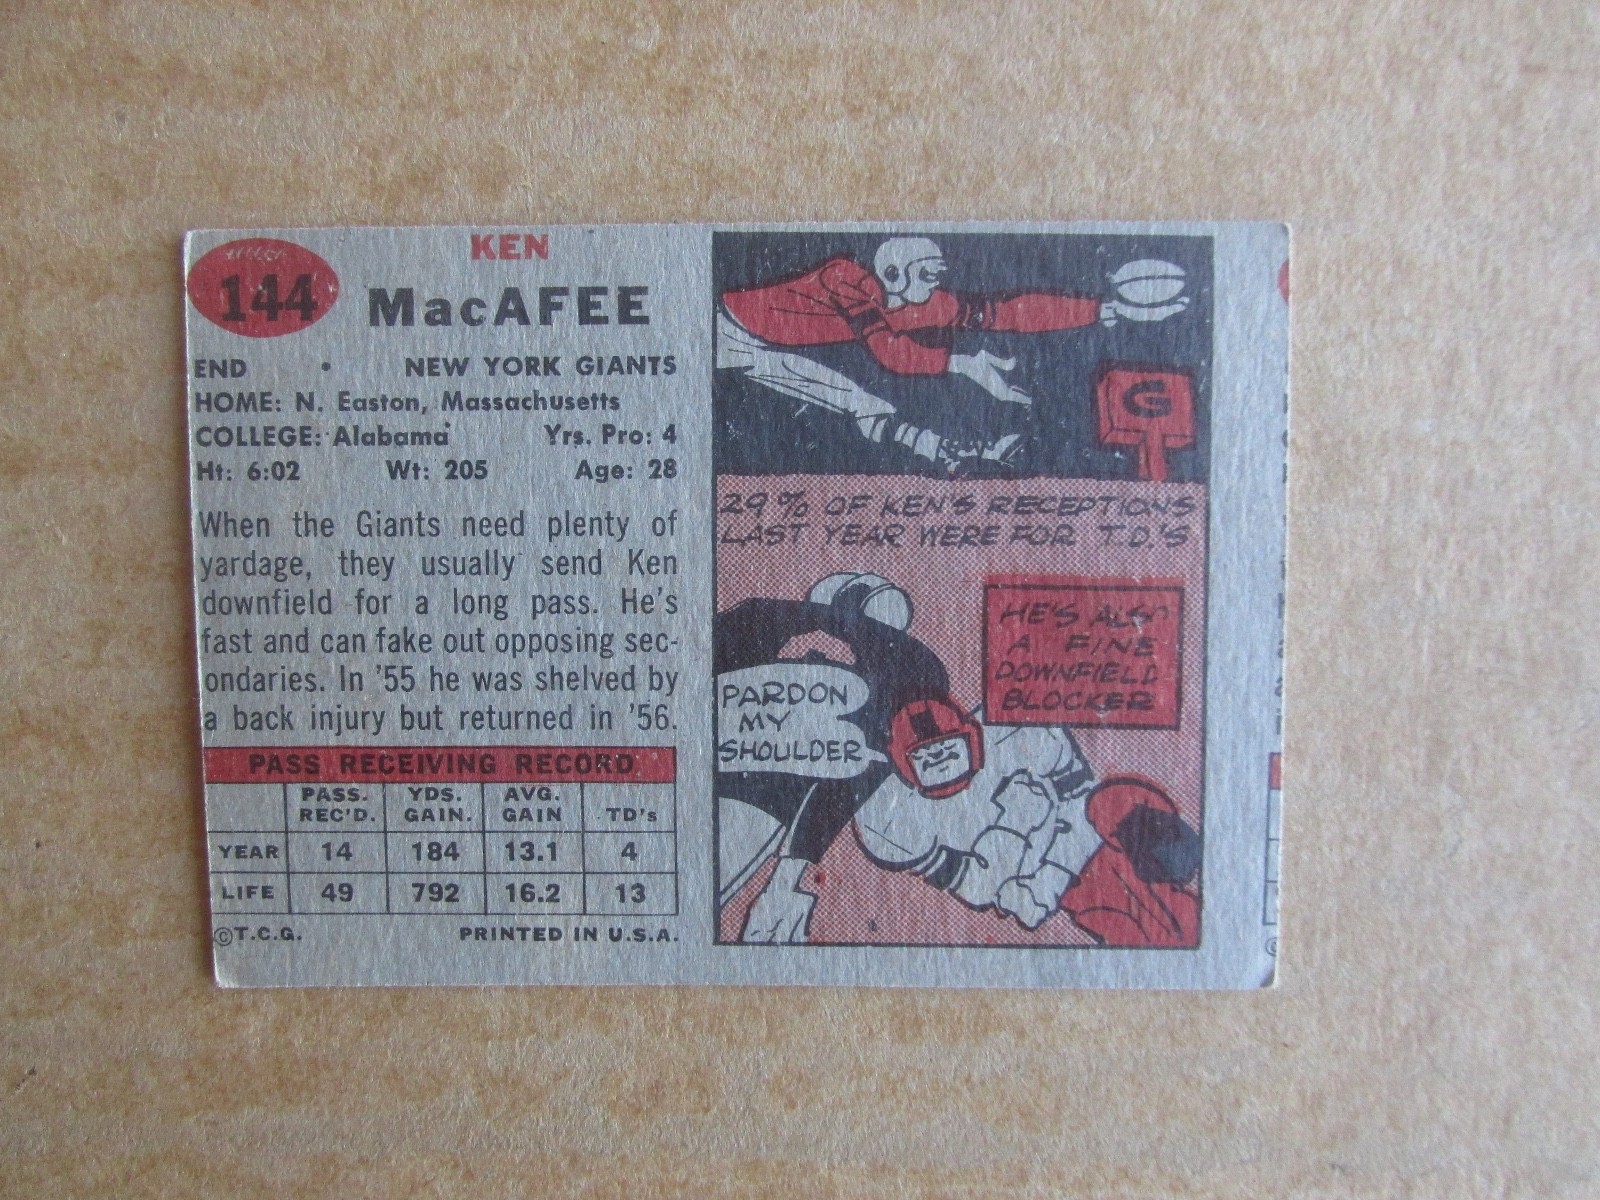 144
KEN
MacAFEE
END • NEW YORK GIANTS
HOME: N. Easton, Massachusetts
COLLEGE: Alabama Yrs. Pro: 4
Ht: 6:02 Wt: 205 Age: 28
When the Giants need plenty of
yardage, they usually send Ken
downfield for a long pass. He's
fast and can fake out opposing sec-
ondaries. In '55 he was shelved by
a back injury but returned in '56.
PASS RECEIVING RECORD
PASS. REC'D. YDS. GAIN. AVG. GAIN TD's
YEAR 14 184 13.1 4
LIFE 49 792 16.2 13
©T.C.G. PRINTED IN U.S.A.
G
29% OF KEN'S RECEPTIONS
LAST YEAR WERE FOR T.D.'S
HE'S ALSO
A FINE
DOWNFIELD
BLOCKER
PARDON
MY
SHOULDER
©